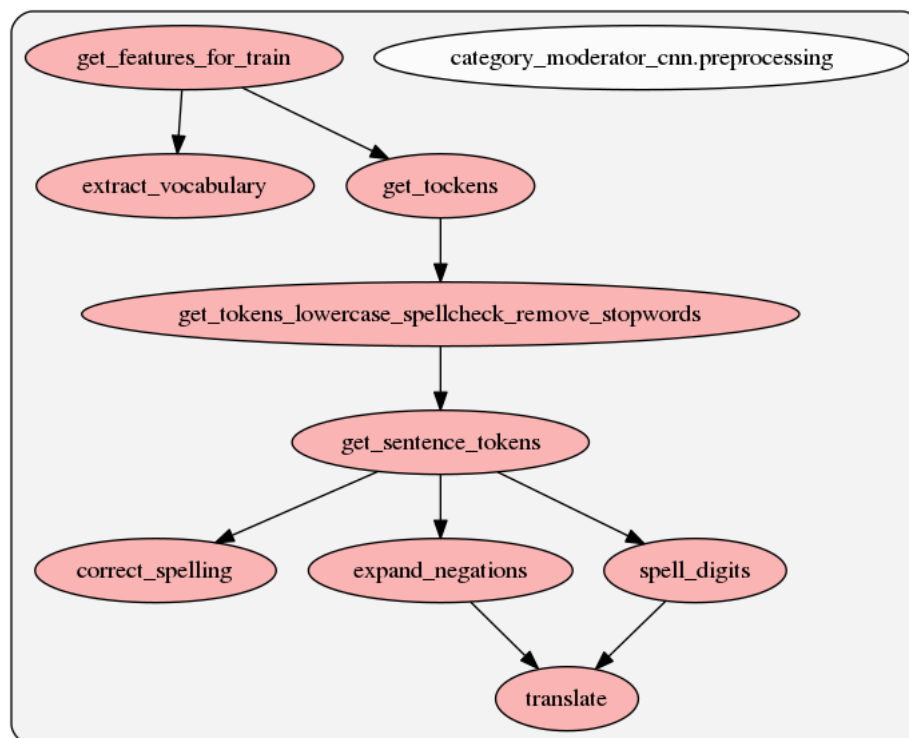 get_features_for_train
category_moderator_cnn.preprocessing
extract_vocabulary
get_tockens
get_tokens_lowercase_spellcheck_remove_stopwords
get_sentence_tokens
correct_spelling
expand_negations
spell_digits
translate